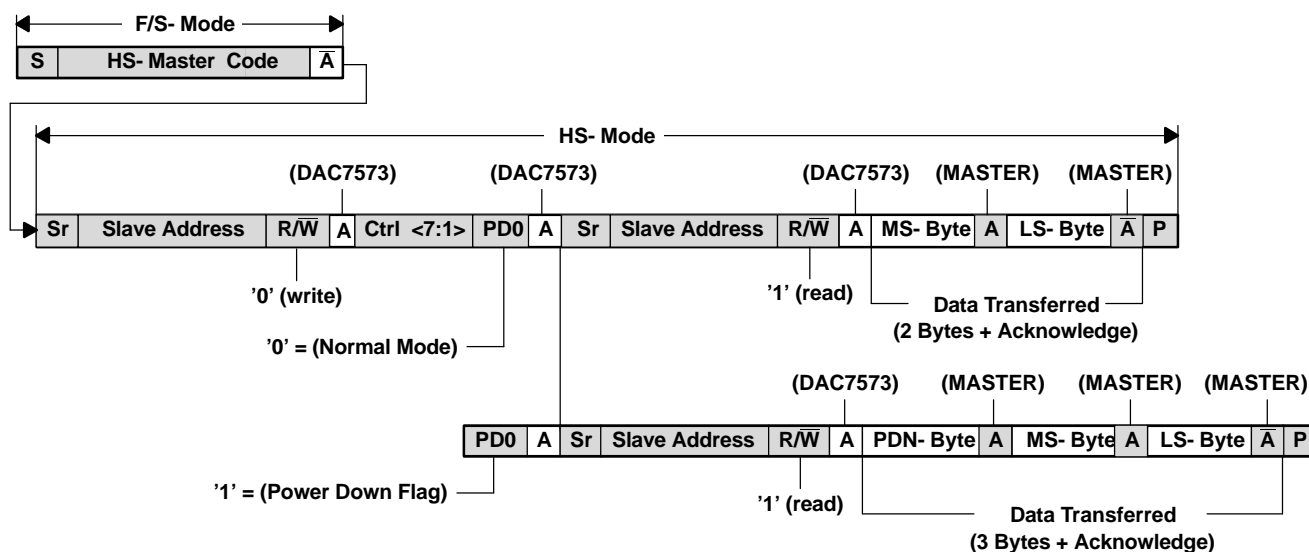 F/S- Mode
S HS- Master Code A̅
HS- Mode
(DAC7573) (DAC7573) (DAC7573) (MASTER) (MASTER)
Sr Slave Address R/W̅ A Ctrl <7:1> PD0 A Sr Slave Address R/W̅ A MS- Byte A LS- Byte A̅ P
’0’ (write) ’1’ (read) Data Transferred
(2 Bytes + Acknowledge)
’0’ = (Normal Mode)
(DAC7573) (MASTER) (MASTER) (MASTER)
PD0 A Sr Slave Address R/W̅ A PDN- Byte A MS- Byte A LS- Byte A̅ P
’1’ = (Power Down Flag) ’1’ (read) Data Transferred
(3 Bytes + Acknowledge)